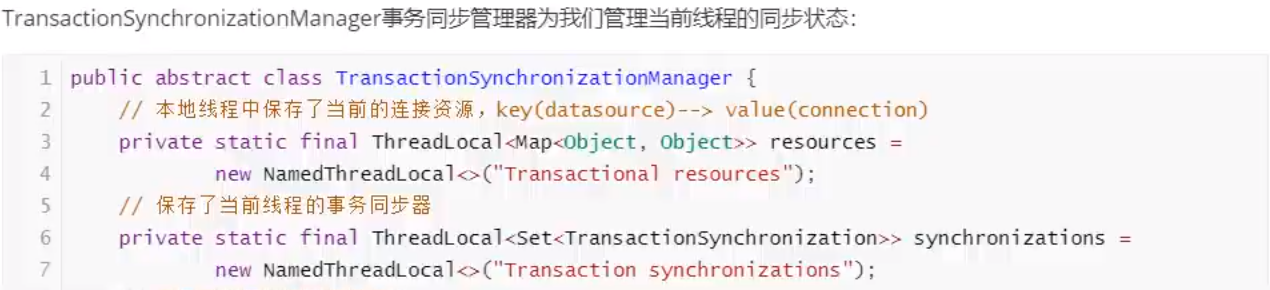 TransactionSynchronizationManager事务同步管理器为我们管理当前线程的同步状态：
1 public abstract class TransactionSynchronizationManager {
2 // 本地线程中保存了当前的连接资源，key(datasource)--> value(connection)
3 private static final ThreadLocal<Map<Object, Object>> resources =
4 new NamedThreadLocal<>("Transactional resources");
5 // 保存了当前线程的事务同步器
6 private static final ThreadLocal<Set<TransactionSynchronization>> synchronizations =
7 new NamedThreadLocal<>("Transaction synchronizations");